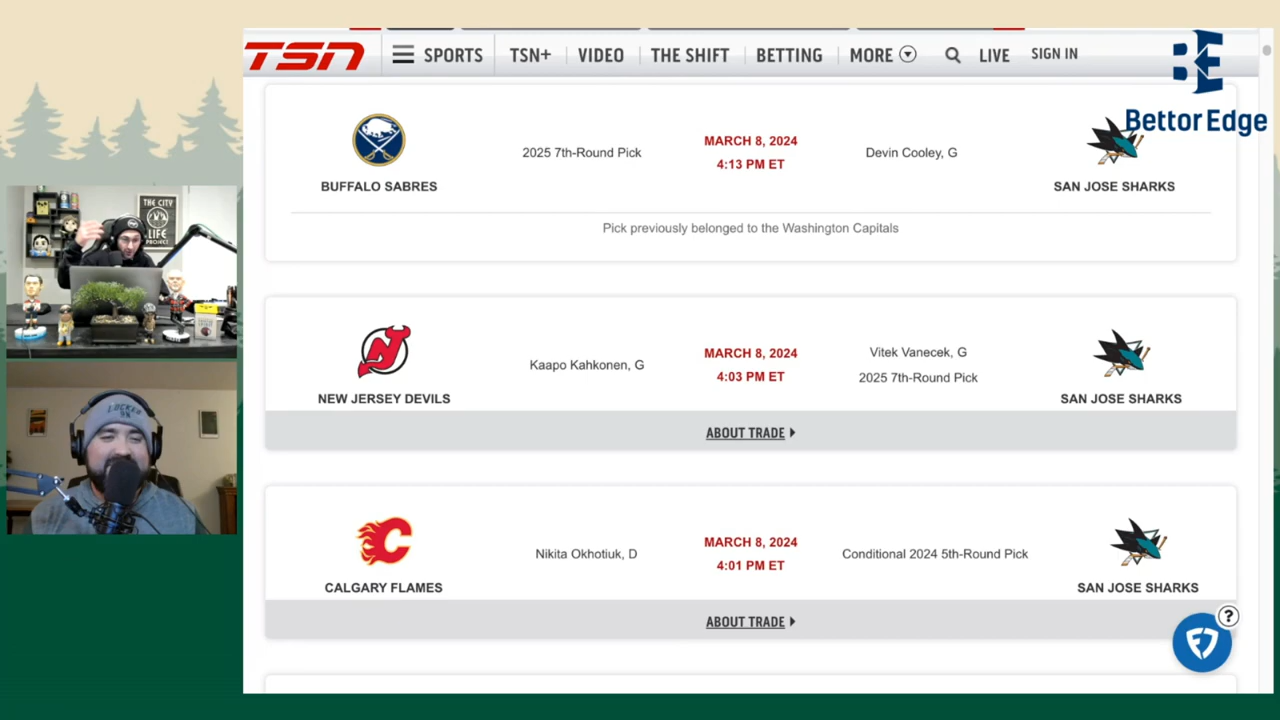 TSN
SPORTS
TSN+
VIDEO
THE SHIFT
BETTING
MORE
LIVE
SIGN IN
BettorEdge
BUFFALO SABRES
2025 7th-Round Pick
MARCH 8, 2024
4:13 PM ET
Devin Cooley, G
SAN JOSE SHARKS
Pick previously belonged to the Washington Capitals
NEW JERSEY DEVILS
Kaapo Kahkonen, G
MARCH 8, 2024
4:03 PM ET
Vitek Vanecek, G
2025 7th-Round Pick
SAN JOSE SHARKS
ABOUT TRADE
CALGARY FLAMES
Nikita Okhotiuk, D
MARCH 8, 2024
4:01 PM ET
Conditional 2024 5th-Round Pick
SAN JOSE SHARKS
ABOUT TRADE
?
THE CITY
LIFE
PROJECT
LOCKED